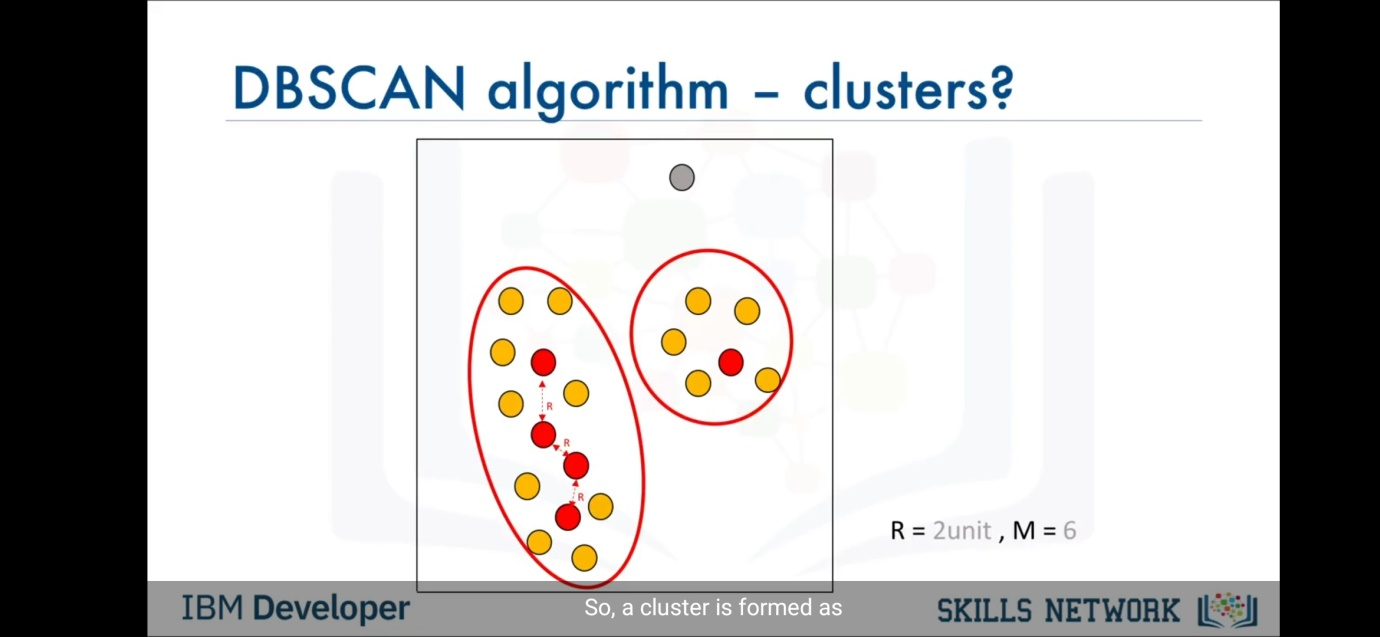 DBSCAN algorithm – clusters?
R
R
R
R = 2unit , M = 6
IBM Developer
So, a cluster is formed as
SKILLS NETWORK